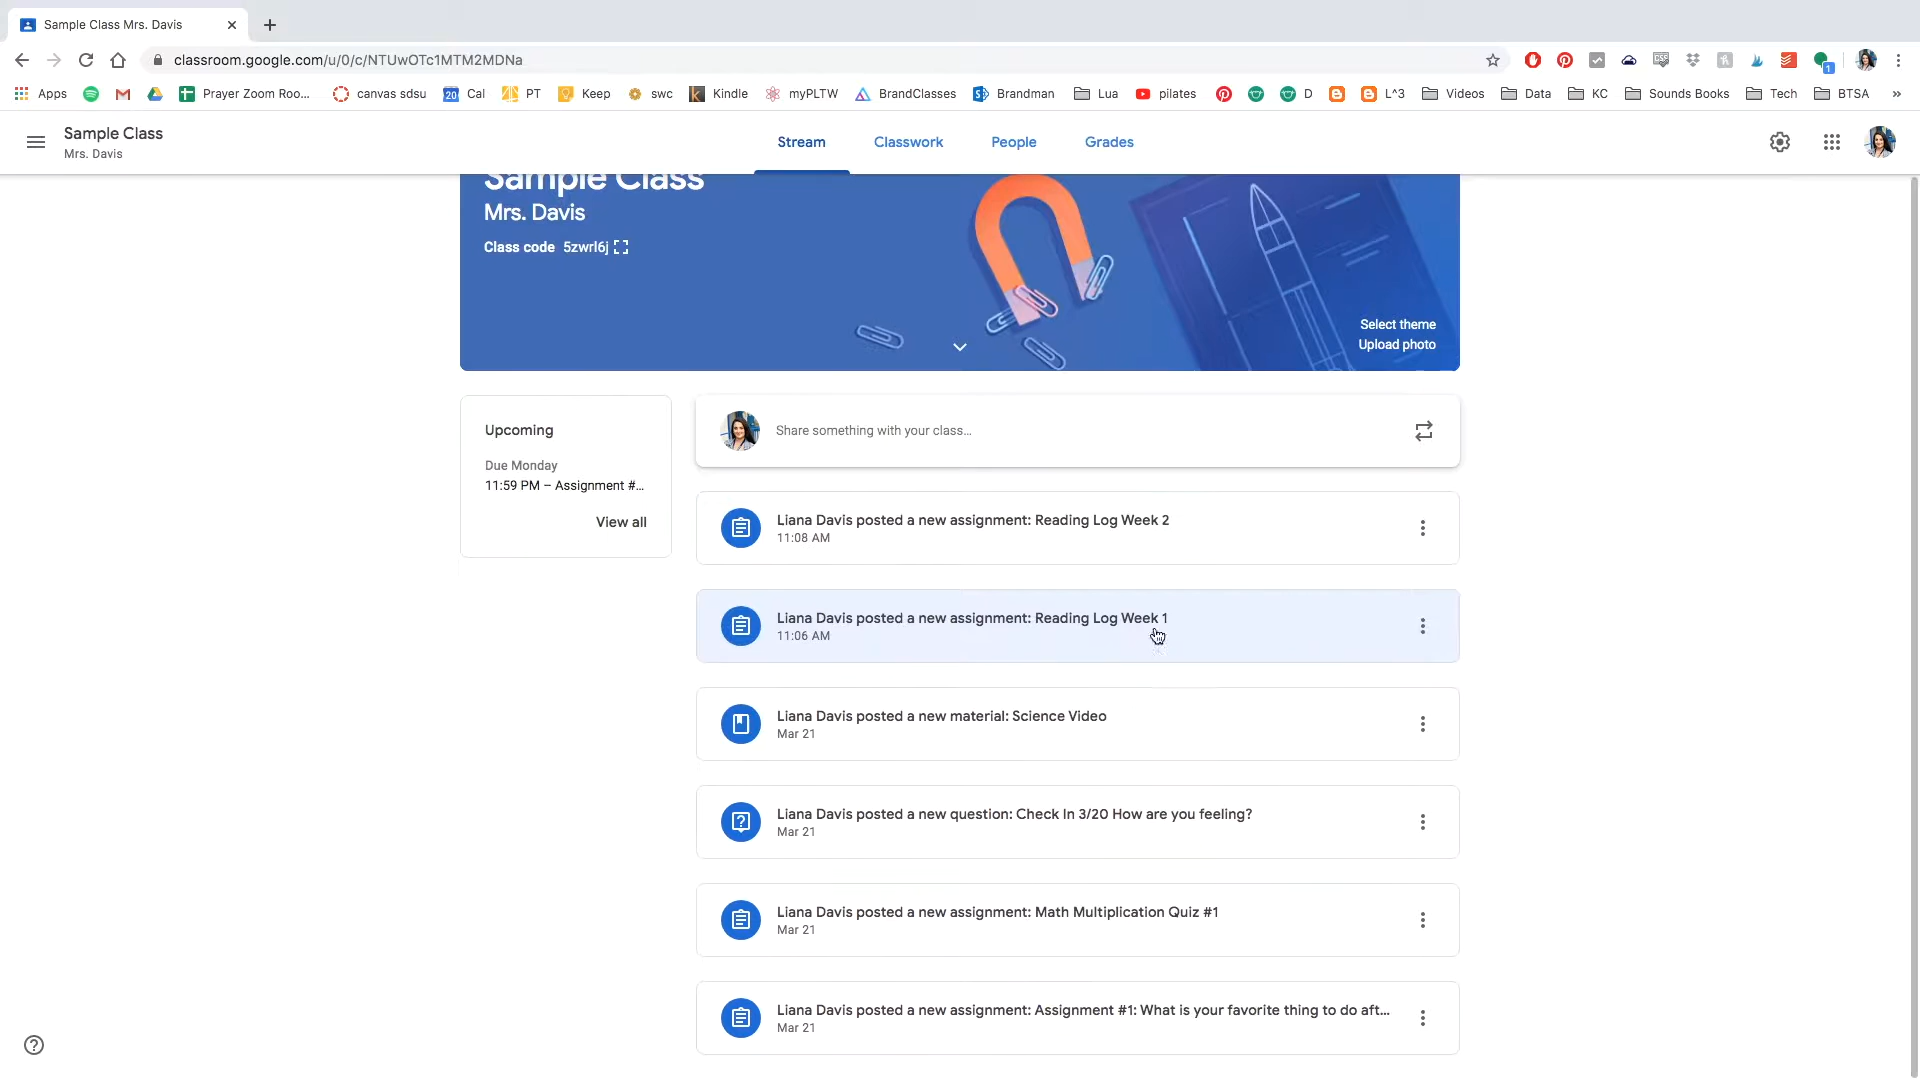 Sample Class Mrs. Davis
classroom.google.com/u/0/c/NTUwOTc1MTM2MDNa
Apps
Prayer Zoom Roo...
canvas sdsu
20 Cal
PT
Keep
swc
Kindle
myPLTW
BrandClasses
Brandman
Lua
pilates
D
L^3
Videos
Data
KC
Sounds Books
Tech
BTSA
»
Sample Class
Mrs. Davis
Stream
Classwork
People
Grades
Sample Class
Mrs. Davis
Class code 5zwrl6j
Select theme
Upload photo
Upcoming
Due Monday
11:59 PM – Assignment #...
View all
Share something with your class...
Liana Davis posted a new assignment: Reading Log Week 2
11:08 AM
Liana Davis posted a new assignment: Reading Log Week 1
11:06 AM
Liana Davis posted a new material: Science Video
Mar 21
Liana Davis posted a new question: Check In 3/20 How are you feeling?
Mar 21
Liana Davis posted a new assignment: Math Multiplication Quiz #1
Mar 21
Liana Davis posted a new assignment: Assignment #1: What is your favorite thing to do aft...
Mar 21